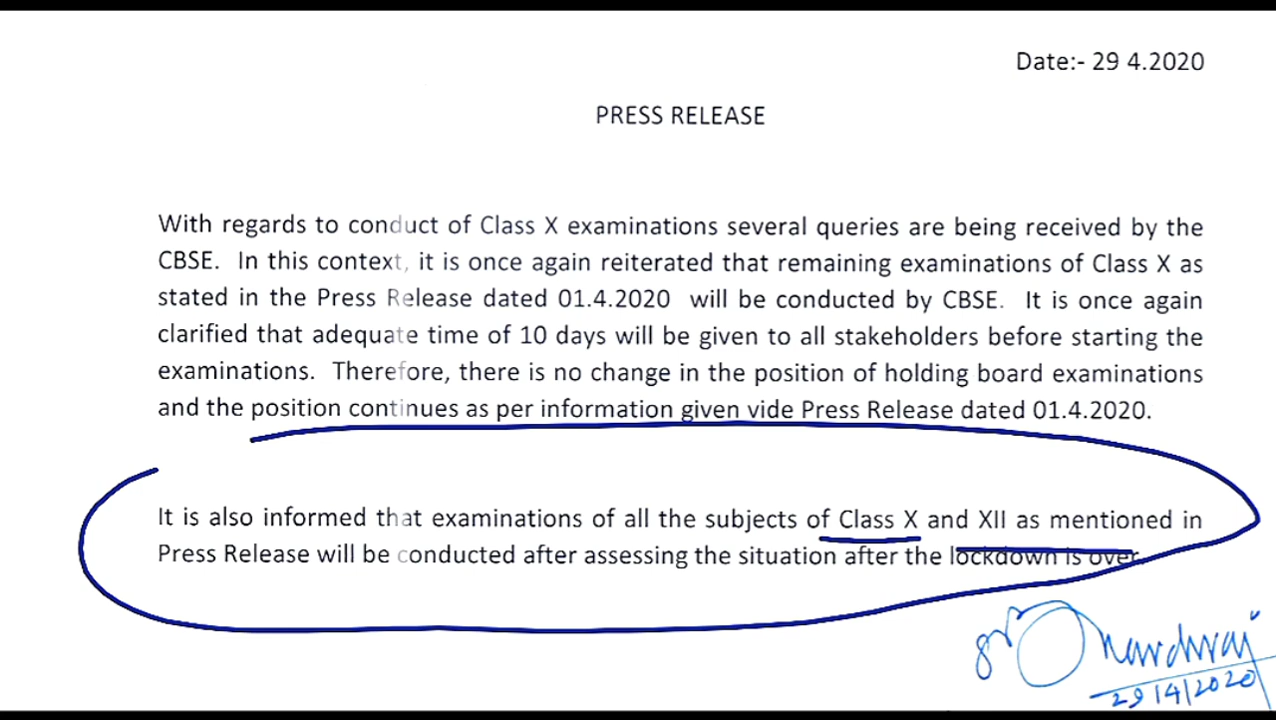 Date:- 29 4.2020
PRESS RELEASE
With regards to conduct of Class X examinations several queries are being received by the
CBSE. In this context, it is once again reiterated that remaining examinations of Class X as
stated in the Press Release dated 01.4.2020 will be conducted by CBSE. It is once again
clarified that adequate time of 10 days will be given to all stakeholders before starting the
examinations. Therefore, there is no change in the position of holding board examinations
and the position continues as per information given vide Press Release dated 01.4.2020.
It is also informed that examinations of all the subjects of Class X and XII as mentioned in
Press Release will be conducted after assessing the situation after the lockdown is over.
29/4/2020